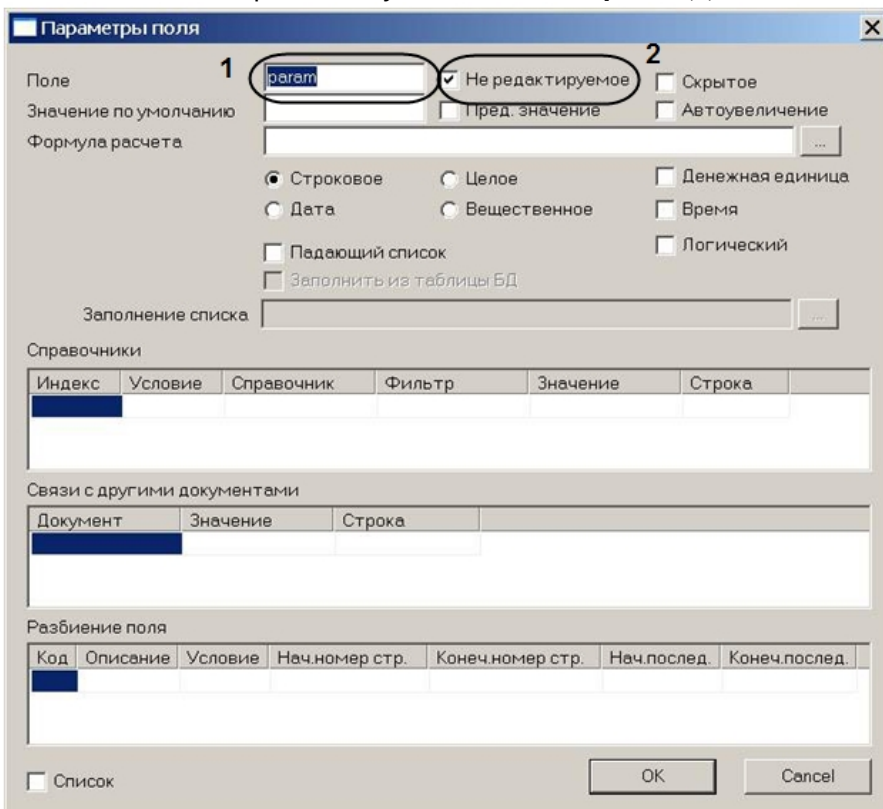 Параметры поля
1
2
Поле param Не редактируемое Скрытое
Значение по умолчанию Пред. значение Автоувеличение
Формула расчета ...
Строковое Целое Денежная единица
Дата Вещественное Время
Падающий список Логический
Заполнить из таблицы БД
Заполнение списка ...
Справочники
Индекс Условие Справочник Фильтр Значение Строка
Связи с другими документами
Документ Значение Строка
Разбиение поля
Код Описание Условие Нач.номер стр. Конеч.номер стр. Нач.послед. Конеч.послед.
Список OK Cancel